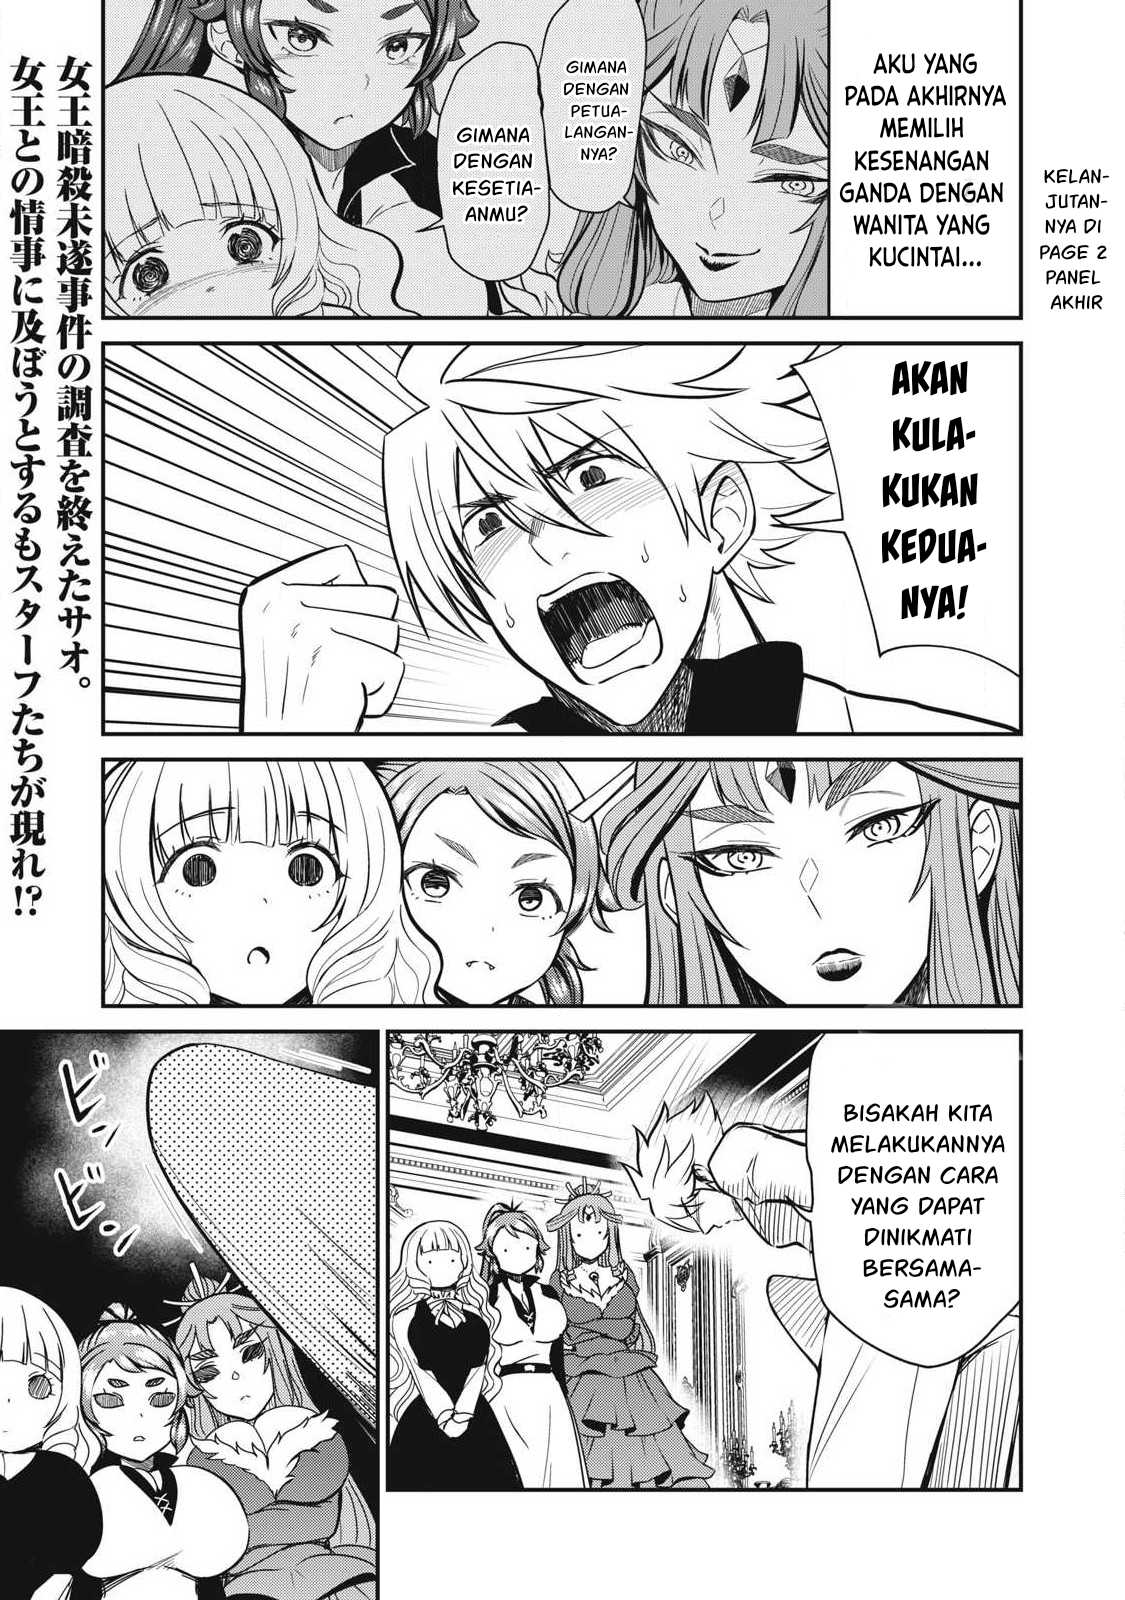 KELAN-
JUTAN-
NYA DI
PAGE 2
PANEL
AKHIR
AKU YANG
PADA AKHIRNYA
MEMILIH
KESENANGAN
GANDA DENGAN
WANITA YANG
KUCINTAI...
GIMANA
DENGAN
PETUA-
LANGAN-
NYA?
GIMANA
DENGAN
KESETIA-
ANMU?
女王暗殺未遂事件の調査を終えたサオ。
女王との情事に及ぼうとするもスターフたちが現れ!?
AKAN
KULA-
KUKAN
KEDUA-
NYA!
BISAKAH KITA
MELAKUKANNYA
DENGAN CARA
YANG DAPAT
DINIKMATI
BERSAMA-
SAMA?
ビン
ビン